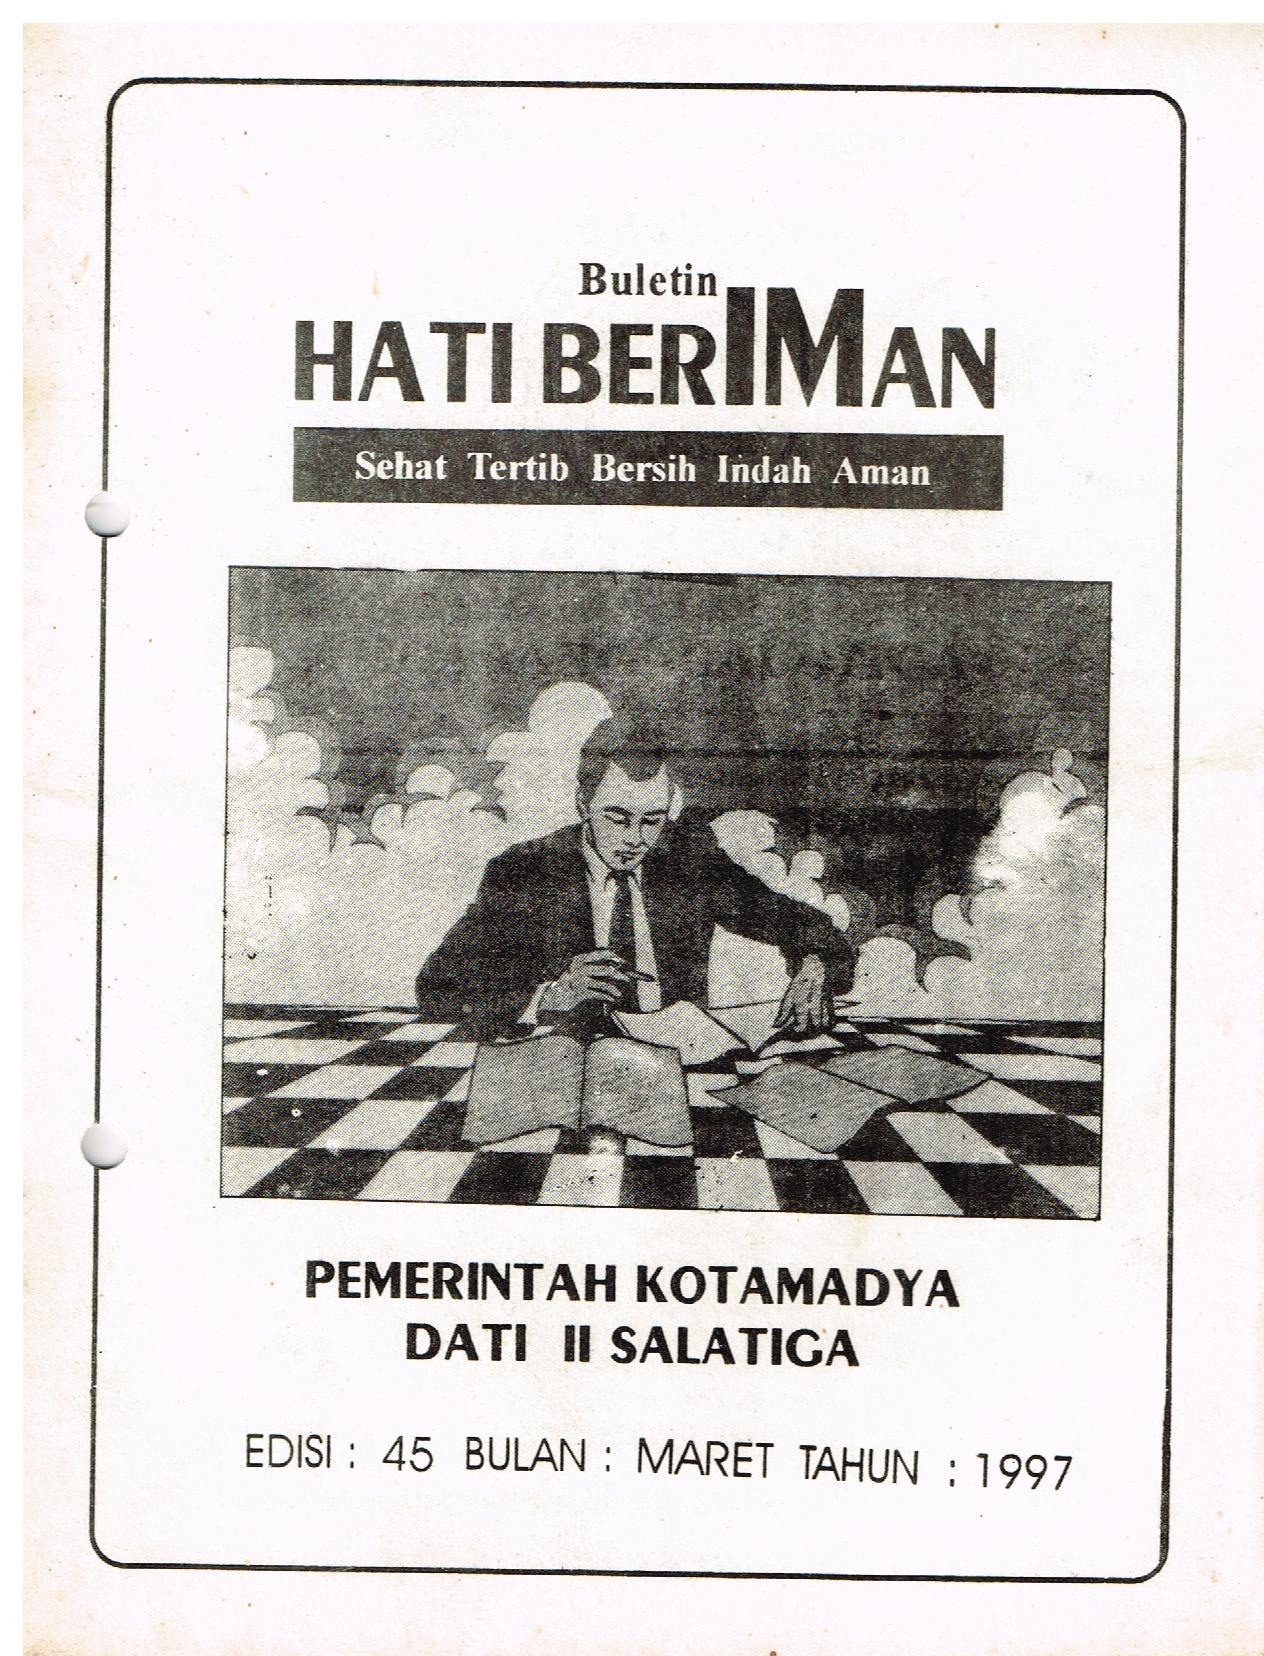 Buletin
HATI BERIMAN
Sehat Tertib Bersih Indah Aman
PEMERINTAH KOTAMADYA
DATI II SALATIGA
EDISI : 45 BULAN : MARET TAHUN : 1997